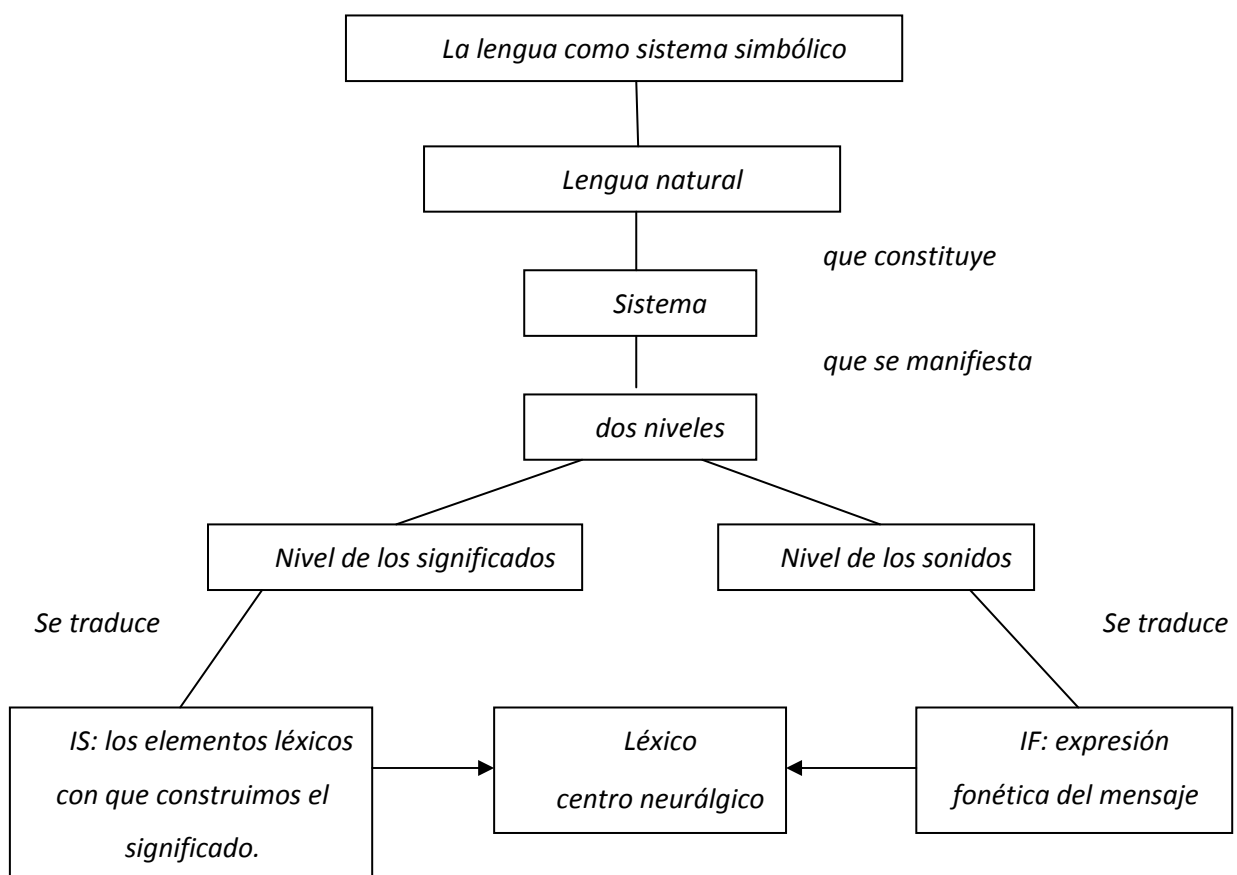 La lengua como sistema simbólico
Lengua natural
que constituye
Sistema
que se manifiesta
dos niveles
Nivel de los significados
Nivel de los sonidos
Se traduce
Se traduce
IS: los elementos léxicos
con que construimos el
significado.
Léxico
centro neurálgico
IF: expresión
fonética del mensaje